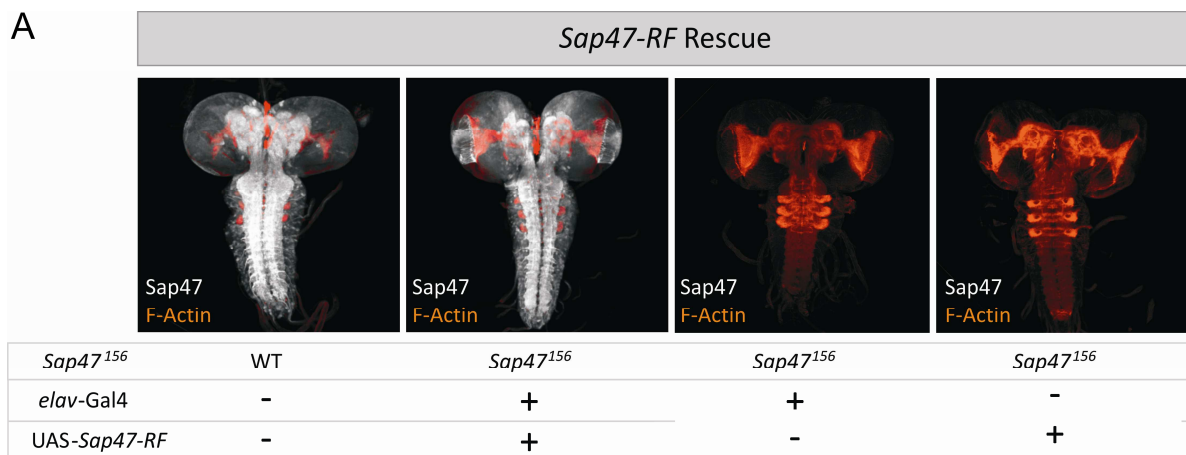 A
Sap47-RF Rescue
Sap47
F-Actin
Sap47
F-Actin
Sap47
F-Actin
Sap47
F-Actin
Sap47156 WT Sap47156 Sap47156 Sap47156
elav-Gal4 - + + -
UAS-Sap47-RF - + - +